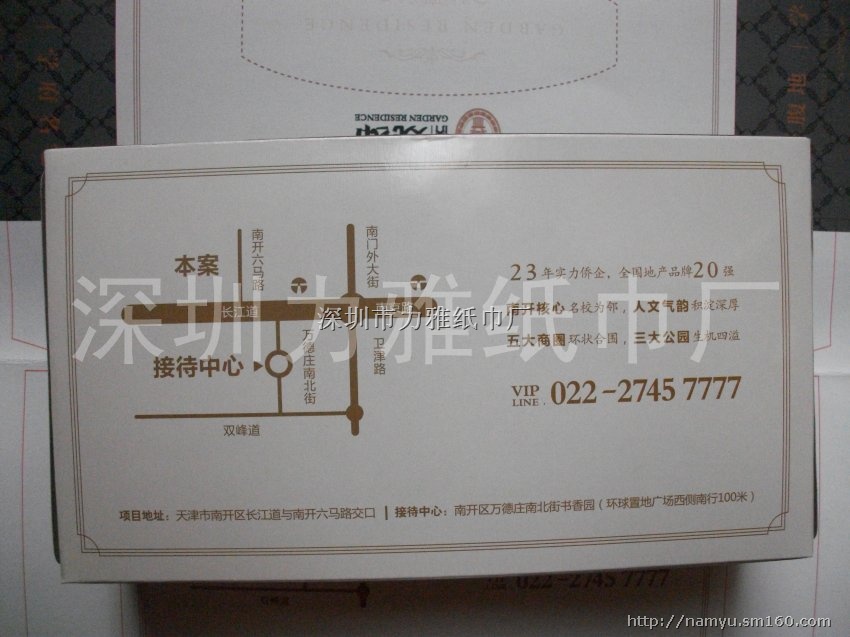 GARDEN RESIDENCE
GARDEN RESIDENCE
本案
南开六马路
南门外大街
长江道
万德庄南北街
卫津路
接待中心
双峰道
23年实力侨企，全国地产品牌20强
南开核心 名校为邻，人文气韵 积淀深厚
五大商圈 环状合围，三大公园 生机四溢
VIP LINE . 022-2745 7777
项目地址：天津市南开区长江道与南开六马路交口 | 接待中心：南开区万德庄南北街书香园（环球置地广场西侧南行100米）
深圳力雅纸巾厂
深圳市力雅纸巾厂
022-2745 7777
http://namyu.sm160.com/